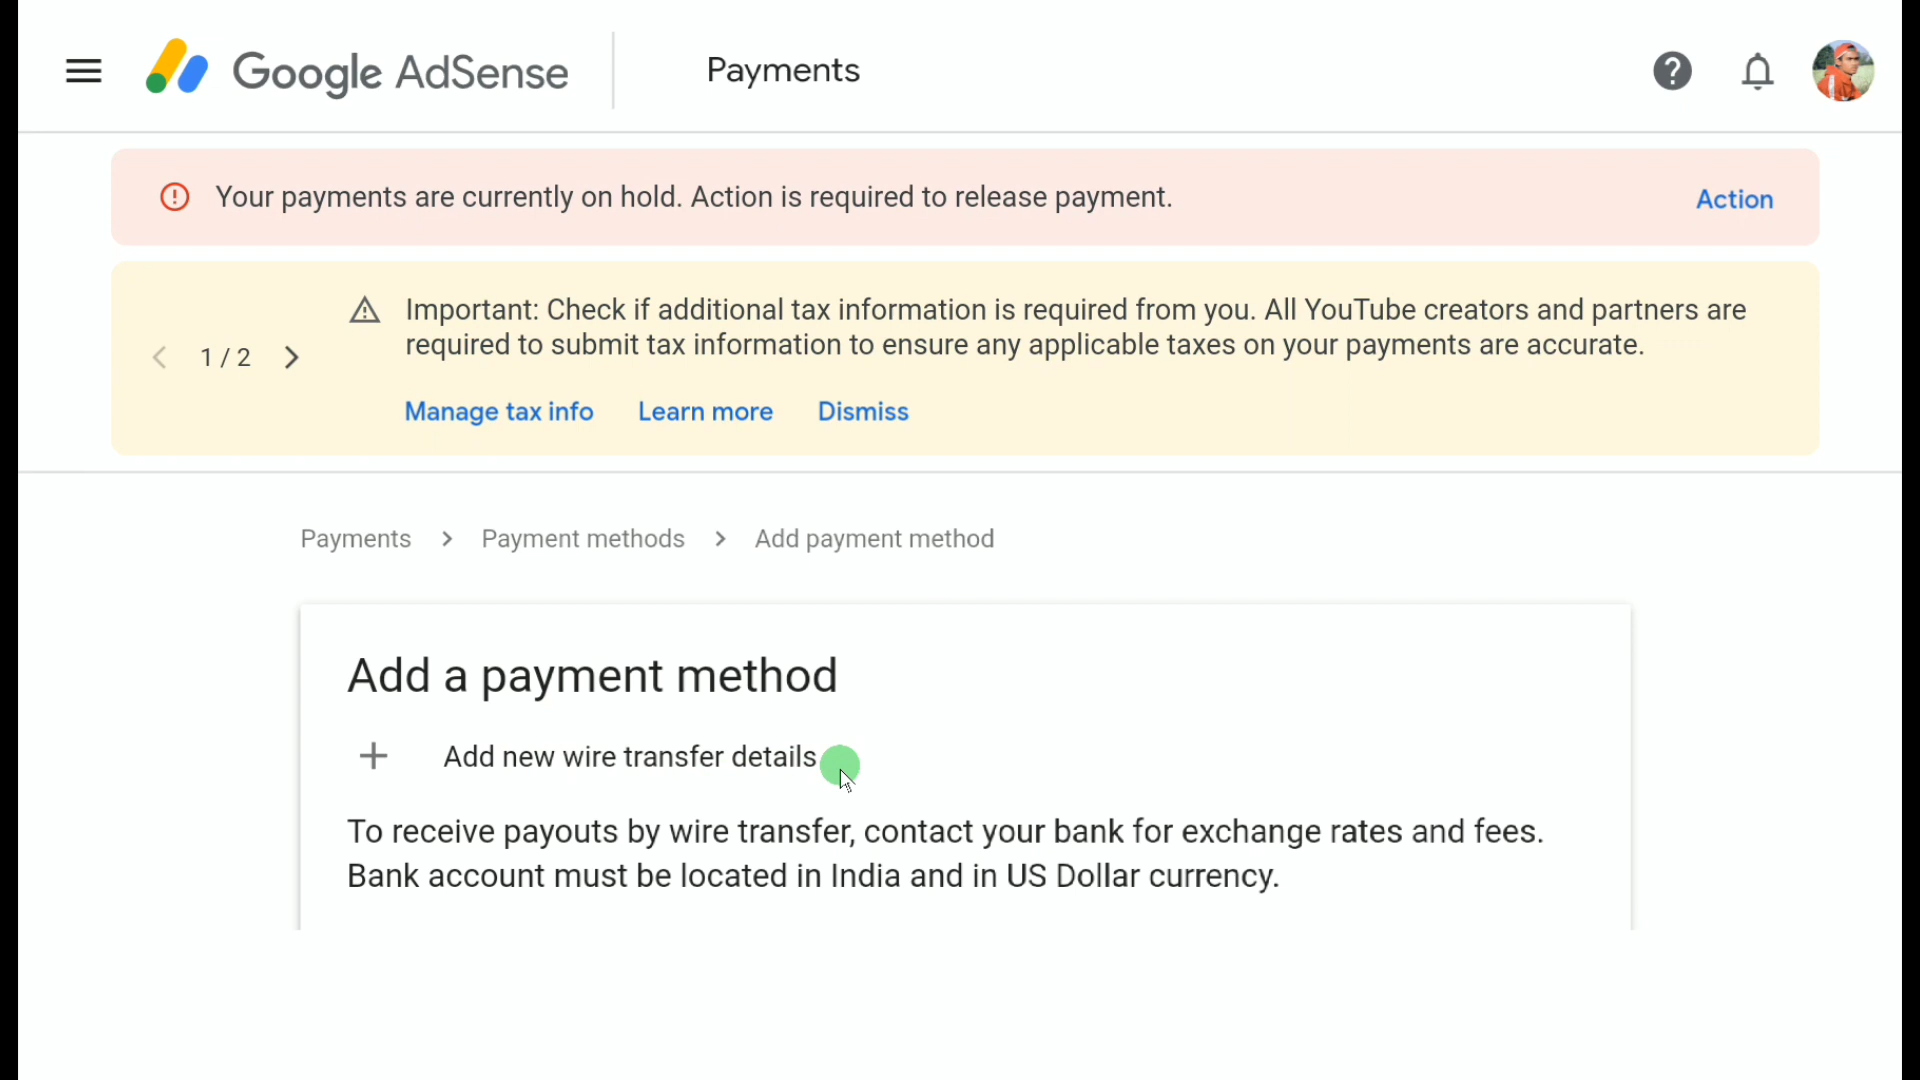 Google AdSense
Payments
Your payments are currently on hold. Action is required to release payment.
Action
1 / 2
Important: Check if additional tax information is required from you. All YouTube creators and partners are
required to submit tax information to ensure any applicable taxes on your payments are accurate.
Manage tax info
Learn more
Dismiss
Payments > Payment methods > Add payment method
Add a payment method
+ Add new wire transfer details
To receive payouts by wire transfer, contact your bank for exchange rates and fees.
Bank account must be located in India and in US Dollar currency.